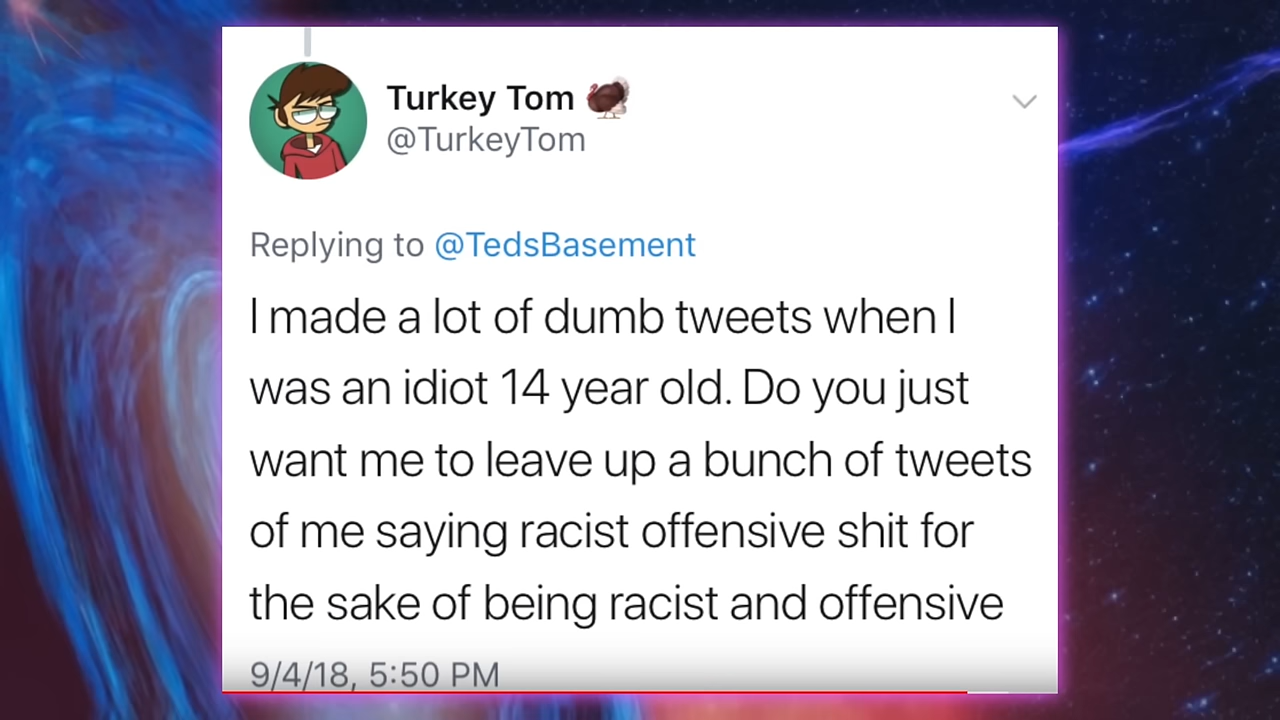 Turkey Tom 🦃
@TurkeyTom
Replying to @TedsBasement
I made a lot of dumb tweets when I
was an idiot 14 year old. Do you just
want me to leave up a bunch of tweets
of me saying racist offensive shit for
the sake of being racist and offensive
9/4/18, 5:50 PM